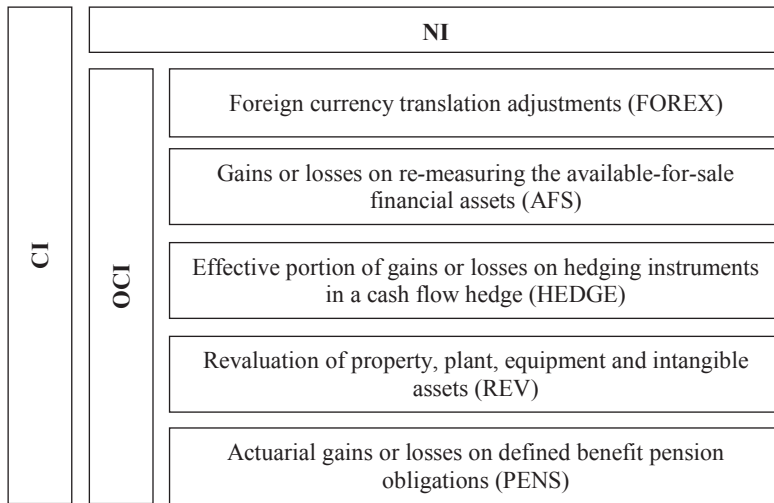 CI
NI
OCI
Foreign currency translation adjustments (FOREX)
Gains or losses on re-measuring the available-for-sale
financial assets (AFS)
Effective portion of gains or losses on hedging instruments
in a cash flow hedge (HEDGE)
Revaluation of property, plant, equipment and intangible
assets (REV)
Actuarial gains or losses on defined benefit pension
obligations (PENS)